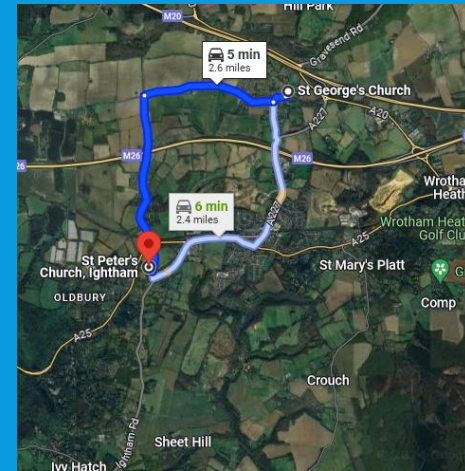 Hill Park
M20
Gravesend Rd
5 min
2.6 miles
St George's Church
A227
A20
M26
M26
26
Wrotham
Heath
6 min
2.4 miles
A227
Wrotham Heath
Golf Clu
A25
St Peter's
Church, Ightham
St Mary's Platt
G
OLDBURY
Comp
A25
Crouch
Ightham Rd
Sheet Hill
Ivy Hatch